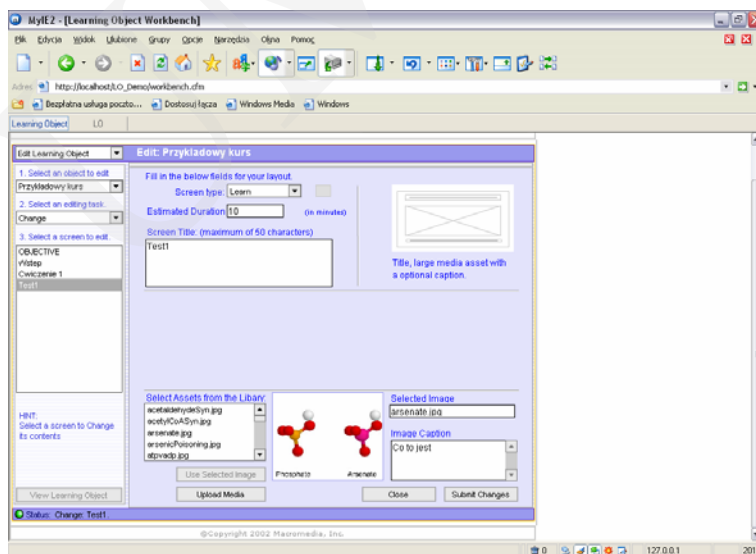 MyIE2 - [Learning Object Workbench]
Plik Edycja Widok Ulubione Grupy Opcje Narzędzia Okna Pomoc
Adres http://localhost/LO_Demo/workbench.cfm
Bezpłatna usługa poczto... Dostosuj łącza Windows Media Windows
Learning Object LO
Edit Learning Object
Edit: Przykladowy kurs
1. Select an object to edit
Przykladowy kurs
2. Select an editing task.
Change
3. Select a screen to edit.
OBJECTIVE
Wstep
Cwiczenie 1
Test1
HINT:
Select a screen to Change
its contents
View Learning Object
Fill in the below fields for your layout.
Screen type: Learn
Estimated Duration 10 (in minutes)
Screen Title: (maximum of 50 characters)
Test1
Title, large media asset with
a optional caption.
Select Assets from the Libary:
acetaldehydeSyn.jpg
acetylCoASyn.jpg
arsenate.jpg
arsenicPoisoning.jpg
atpvadp.jpg
Use Selected Image
Upload Media
Phosphate Arsenate
Selected Image
arsenate.jpg
Image Caption
Co to jest
Close Submit Changes
Status: Change: Test1.
©Copyright 2002 Macromedia, Inc.
0 127.0.0.1